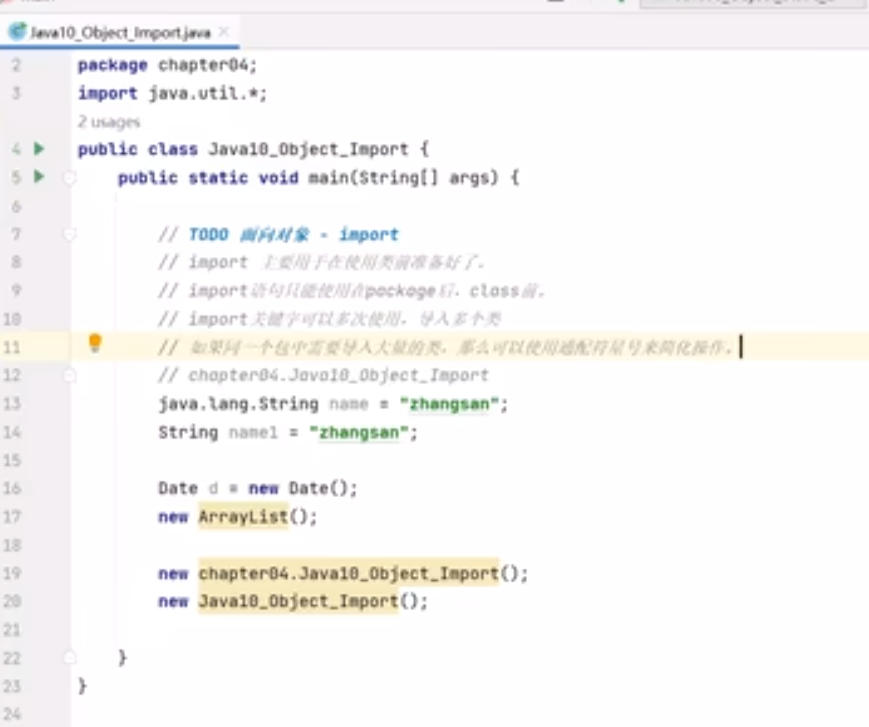 Java10_Object_Import.java
2 package chapter04;
3 import java.util.*;
2 usages
4 public class Java10_Object_Import {
5 public static void main(String[] args) {
6
7 // TODO 面向对象 - import
8 // import 主要用于在使用类前准备好了。
9 // import语句只能使用在package后，class前。
10 // import关键字可以多次使用，导入多个类
11 // 如果同一个包中需要导入大量的类，那么可以使用通配符星号来简化操作。
12 // chapter04.Java10_Object_Import
13 java.lang.String name = "zhangsan";
14 String name1 = "zhangsan";
15
16 Date d = new Date();
17 new ArrayList();
18
19 new chapter04.Java10_Object_Import();
20 new Java10_Object_Import();
21
22 }
23 }
24